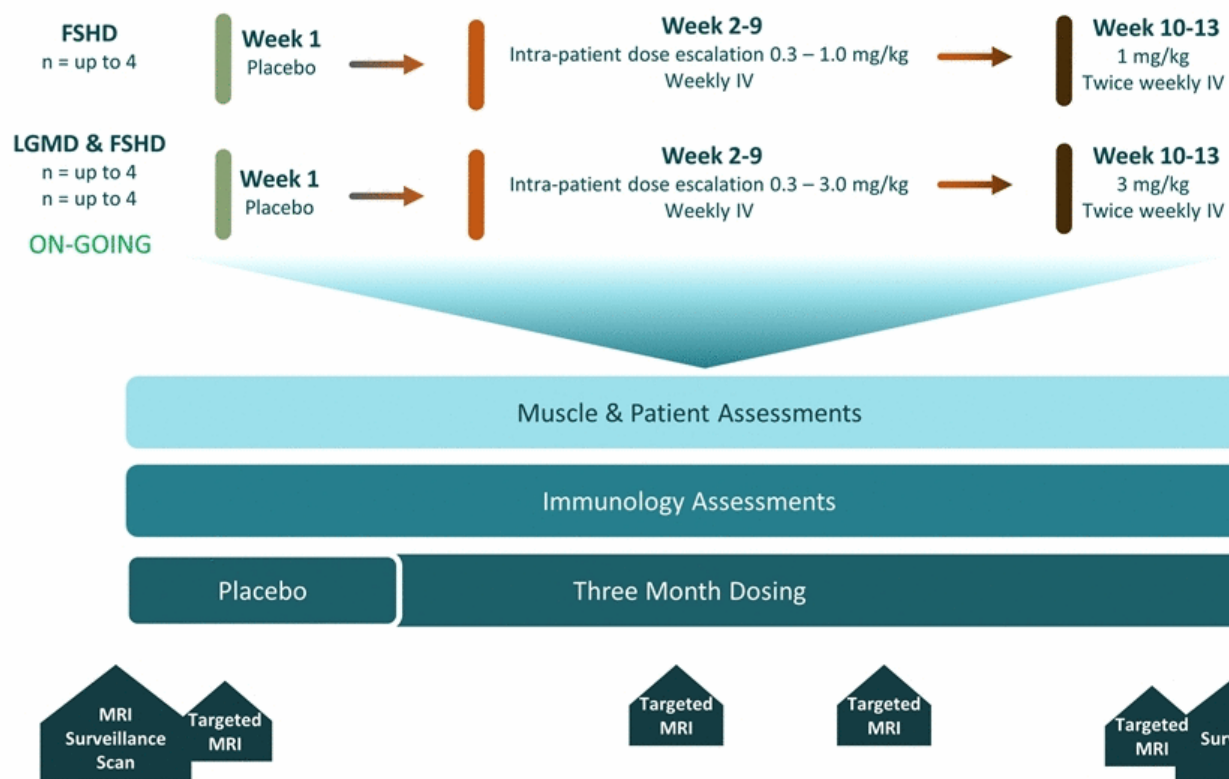 FSHD
n = up to 4
Week 1
Placebo
Week 2-9
Intra-patient dose escalation 0.3 – 1.0 mg/kg
Weekly IV
Week 10-13
1 mg/kg
Twice weekly IV
LGMD & FSHD
n = up to 4
n = up to 4
ON-GOING
Week 1
Placebo
Week 2-9
Intra-patient dose escalation 0.3 – 3.0 mg/kg
Weekly IV
Week 10-13
3 mg/kg
Twice weekly IV
Muscle & Patient Assessments
Immunology Assessments
Placebo
Three Month Dosing
MRI
Surveillance
Scan
Targeted
MRI
Targeted
MRI
Targeted
MRI
Targeted
MRI